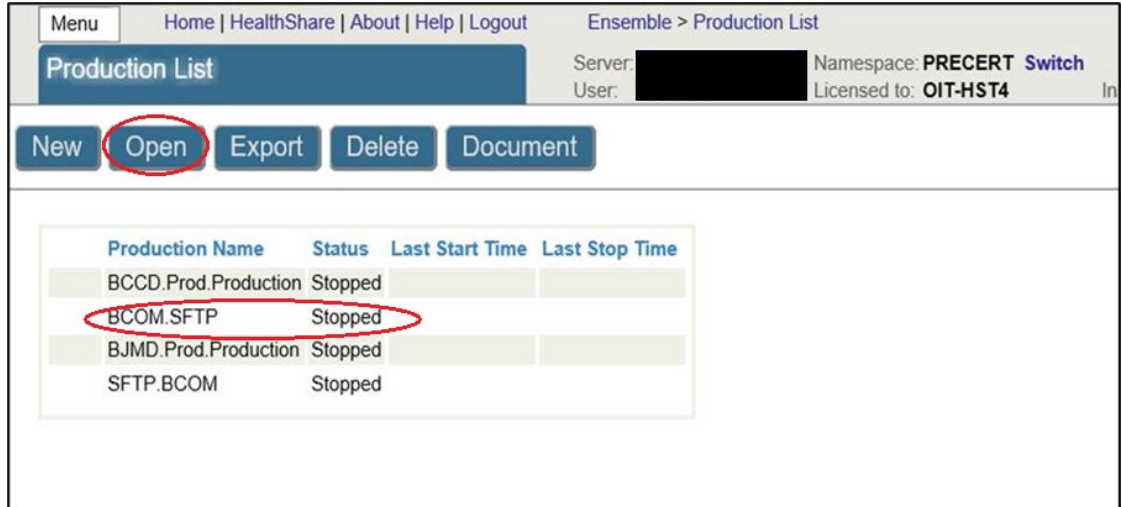 Menu Home | HealthShare | About | Help | Logout Ensemble > Production List
Production List
Server: Namespace: PRECERT Switch
User: Licensed to: OIT-HST4 In
New Open Export Delete Document
Production Name Status Last Start Time Last Stop Time
BCCD.Prod.Production Stopped
BCOM.SFTP Stopped
BJMD.Prod.Production Stopped
SFTP.BCOM Stopped